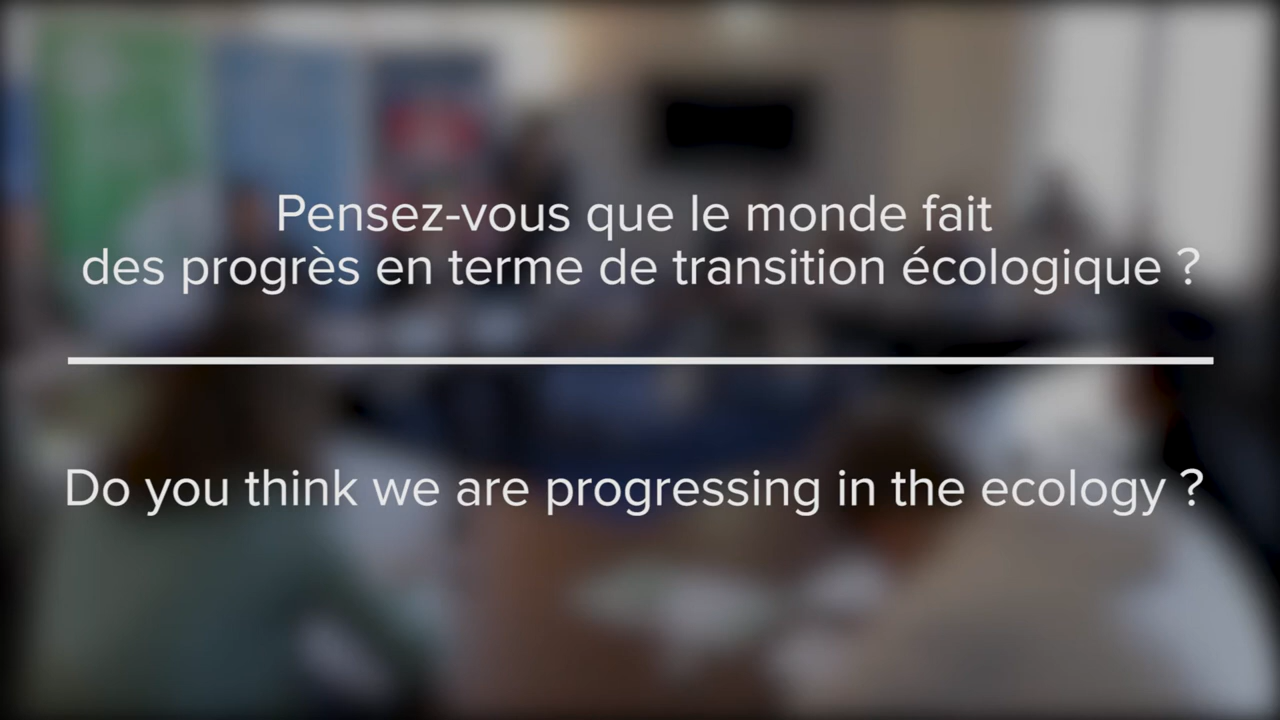 Pensez-vous que le monde fait
des progrès en terme de transition écologique ?
Do you think we are progressing in the ecology ?